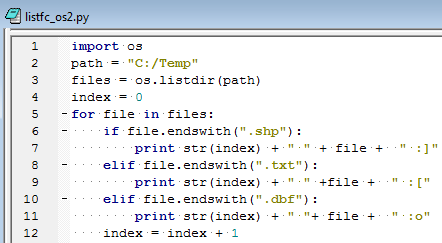 listfc_os2.py
1 import os
2 path = "C:/Temp"
3 files = os.listdir(path)
4 index = 0
5 for file in files:
6     if file.endswith(".shp"):
7         print str(index) + " " + file +  " :]"
8     elif file.endswith(".txt"):
9         print str(index) + " " +file +  " :["
10     elif file.endswith(".dbf"):
11         print str(index) + " "+ file +  " :o"
12     index = index + 1